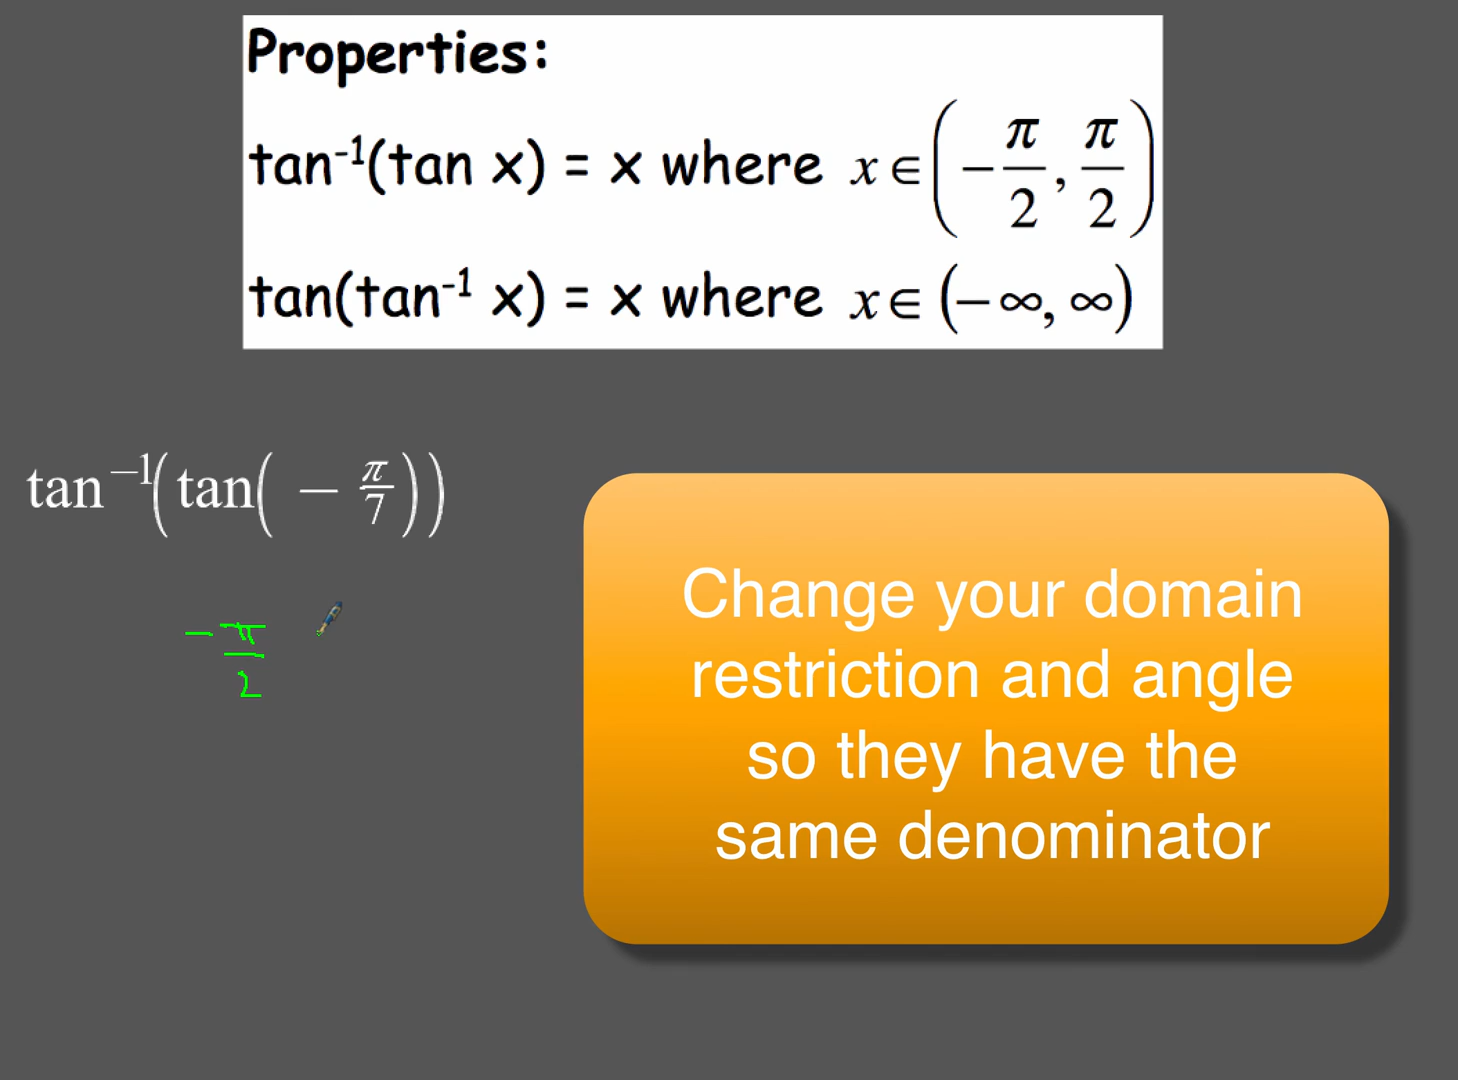 Properties:
tan⁻¹(tan x) = x where x ∈ (−π/2, π/2)
tan(tan⁻¹ x) = x where x ∈ (−∞, ∞)
tan⁻¹(tan(−π/7))
−π/2
Change your domain
restriction and angle
so they have the
same denominator